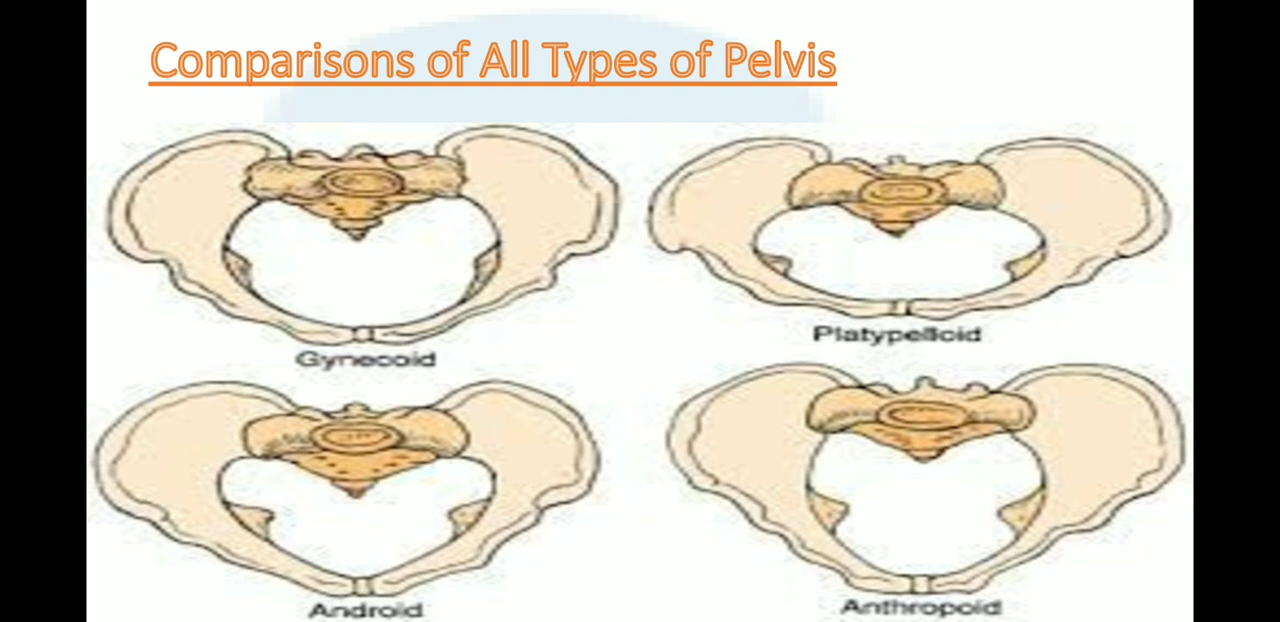 Comparisons of All Types of Pelvis
Gynecoid
Platypelloid
Android
Anthropoid